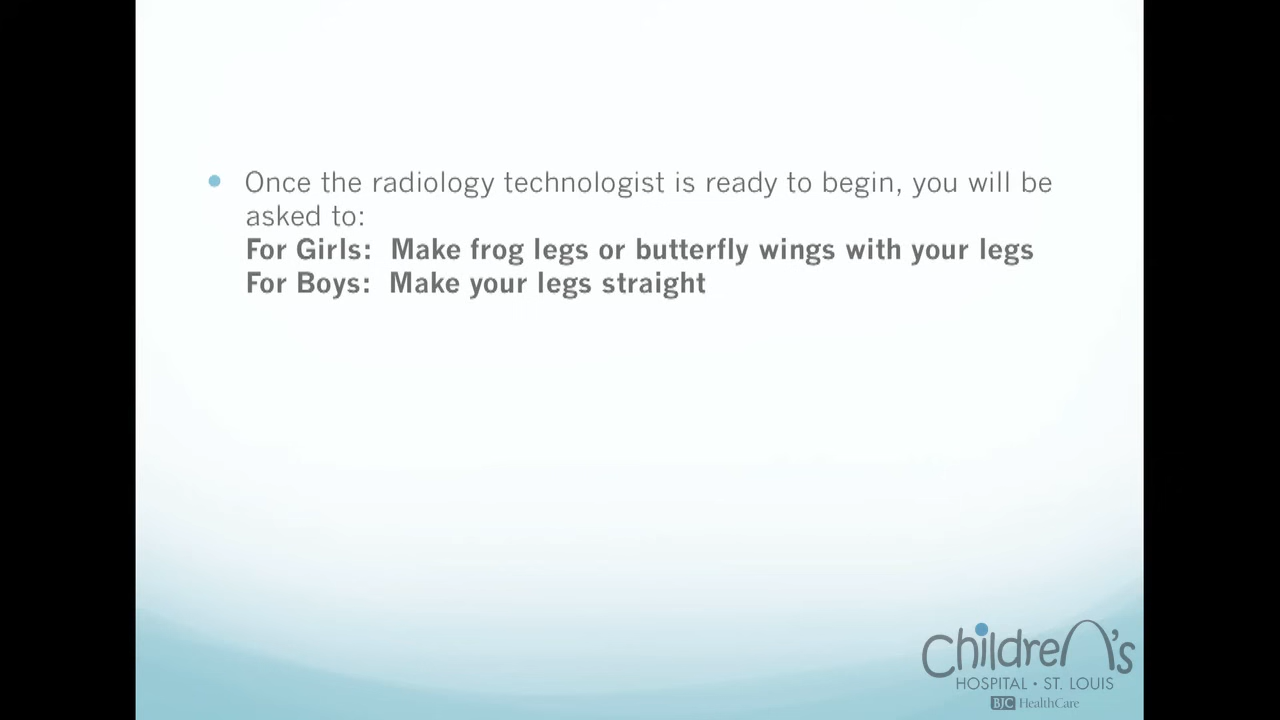 Once the radiology technologist is ready to begin, you will be
asked to:
For Girls: Make frog legs or butterfly wings with your legs
For Boys: Make your legs straight
Children's
HOSPITAL • ST. LOUIS
BJC HealthCare